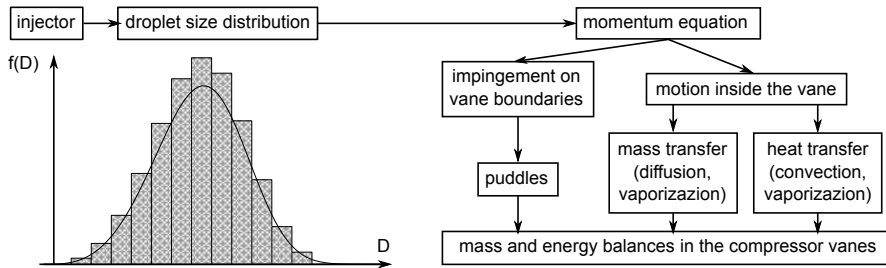 injector
droplet size distribution
momentum equation
f(D)
D
impingement on
vane boundaries
motion inside the vane
puddles
mass transfer
(diffusion,
vaporizazion)
heat transfer
(convection,
vaporizazion)
mass and energy balances in the compressor vanes